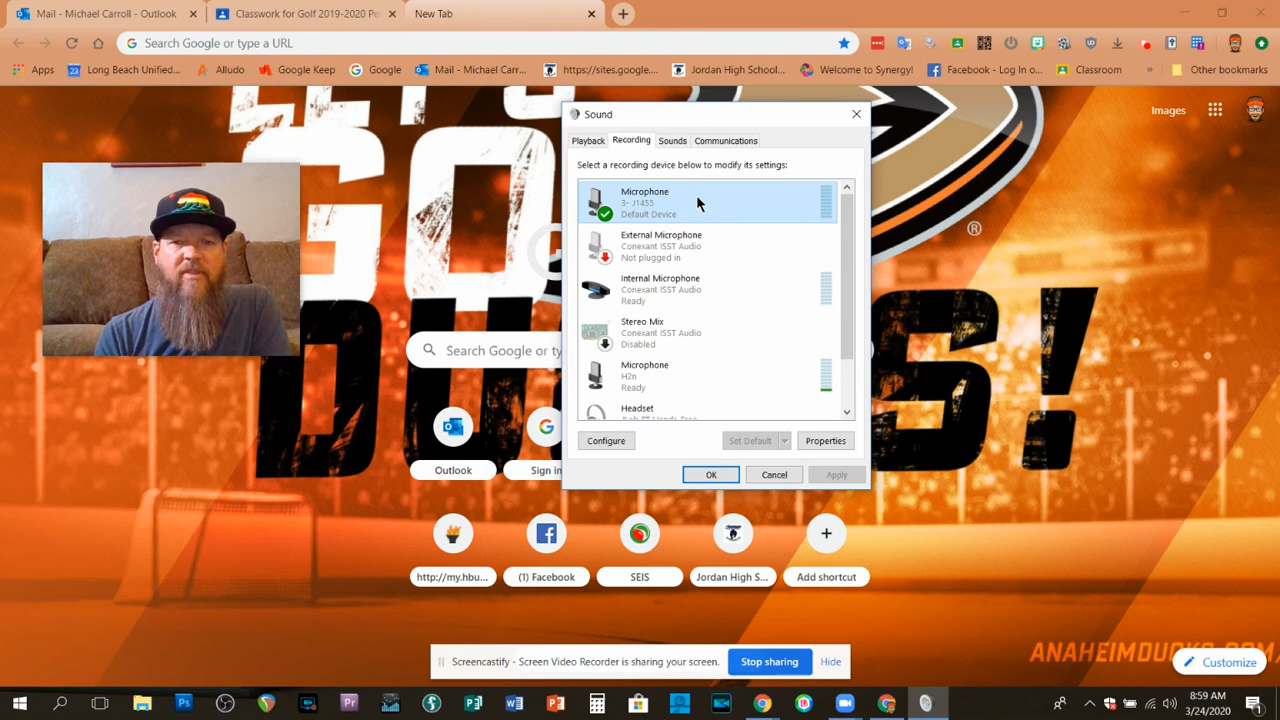 Mail - Michael Carroll - Outlook
Classwork for Golf 2019-2020 Pe
New Tab
Search Google or type a URL
Apps
Long Beach Unified...
Alludo
Google Keep
Google
Mail - Michael Carr...
https://sites.google....
Jordan High School...
Welcome to Synergy!
Facebook - Log In o...
Classroom
»
Other bookmarks
Images
LET'S
GO
DUCKS!
®
Sound
Playback
Recording
Sounds
Communications
Select a recording device below to modify its settings:
Microphone
3- J1455
Default Device
External Microphone
Conexant ISST Audio
Not plugged in
Internal Microphone
Conexant ISST Audio
Ready
Stereo Mix
Conexant ISST Audio
Disabled
Microphone
H2n
Ready
Headset
Configure
Set Default
Properties
OK
Cancel
Apply
Search Google or ty
Outlook
Sign in
http://my.hbu...
(1) Facebook
SEIS
Jordan High S...
Add shortcut
Screencastify - Screen Video Recorder is sharing your screen.
Stop sharing
Hide
ANAHEIMDUCKS.COM/
Customize
8:59 AM
3/24/2020